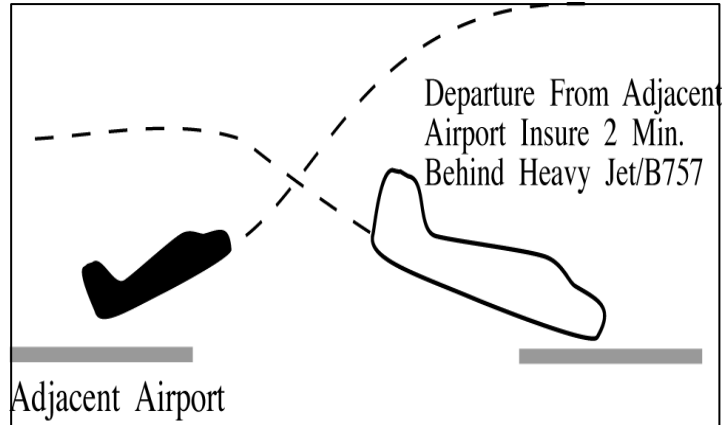 Departure From Adjacent
Airport Insure 2 Min.
Behind Heavy Jet/B757
Adjacent Airport